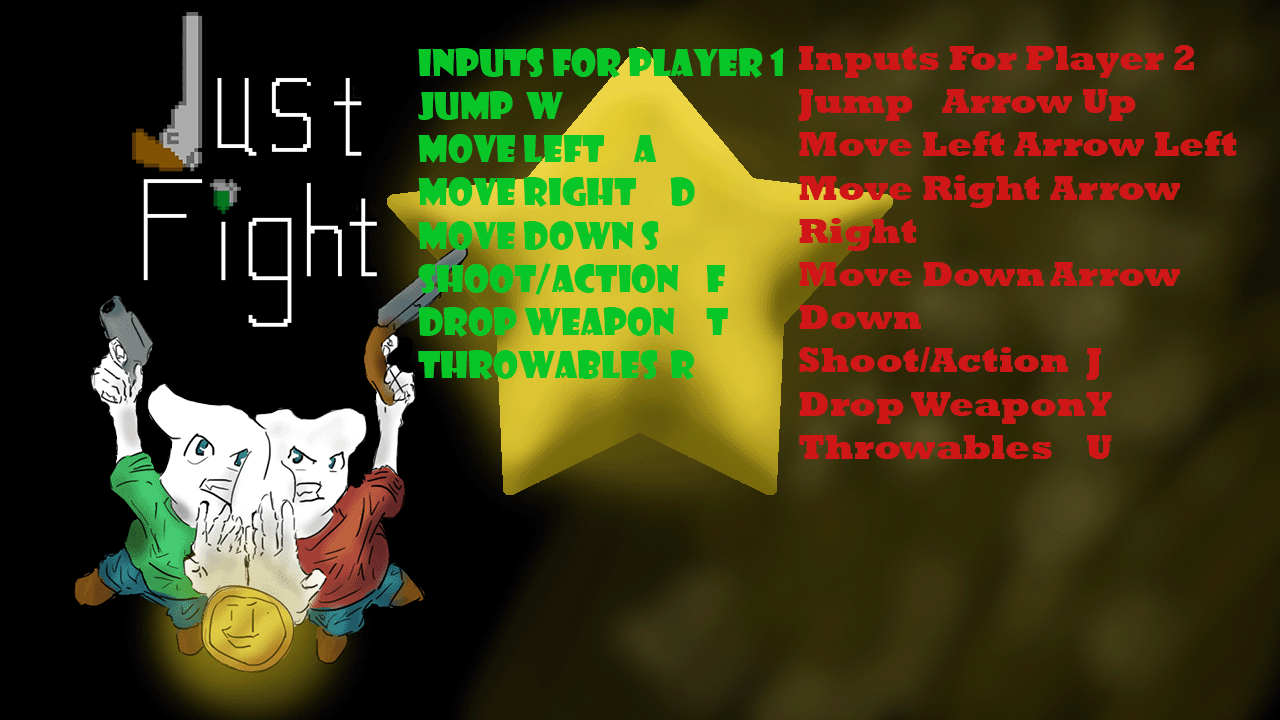 Just
Fight
INPUTS FOR PLAYER 1
JUMP W
MOVE LEFT A
MOVE RIGHT D
MOVE DOWN S
SHOOT/ACTION F
DROP WEAPON T
THROWABLES R
Inputs For Player 2
Jump Arrow Up
Move Left Arrow Left
Move Right Arrow
Right
Move Down Arrow
Down
Shoot/Action J
Drop WeaponY
Throwables U